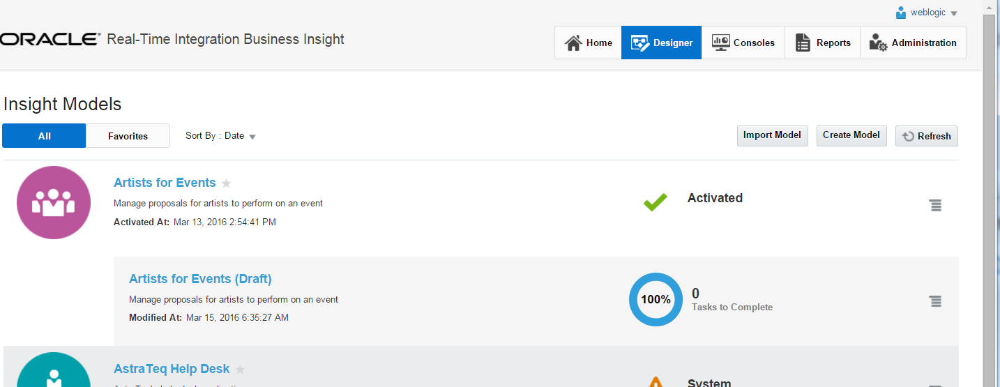 weblogic
ORACLE® Real-Time Integration Business Insight
Home Designer Consoles Reports Administration
Insight Models
All Favorites Sort By : Date Import Model Create Model Refresh
Artists for Events
Activated
Manage proposals for artists to perform on an event
Activated At: Mar 13, 2016 2:54:41 PM
Artists for Events (Draft)
100% 0
Manage proposals for artists to perform on an event
Tasks to Complete
Modified At: Mar 15, 2016 6:35:27 AM
AstraTeq Help Desk
System